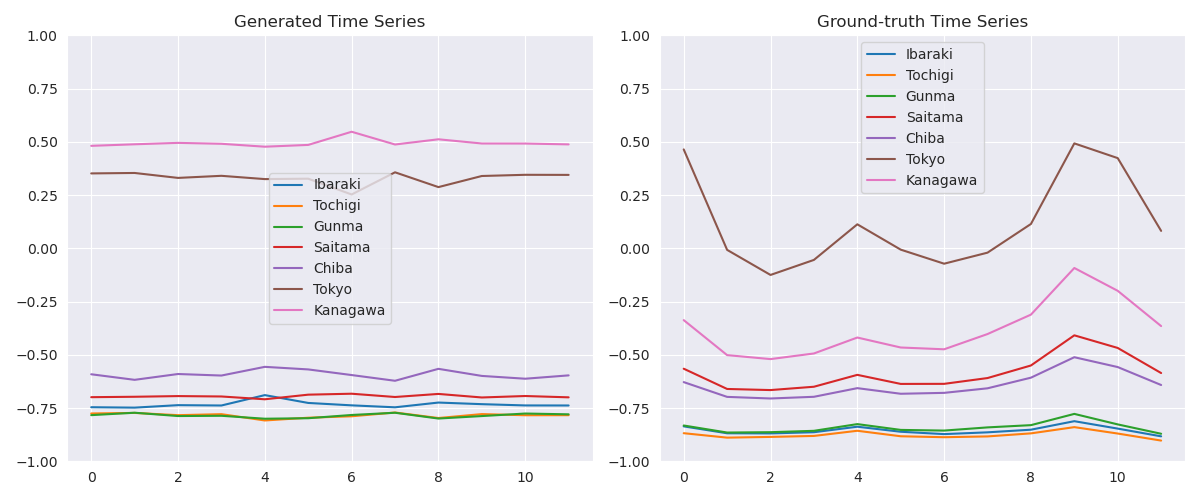 Generated Time Series
1.00
0.75
0.50
0.25
0.00
−0.25
−0.50
−0.75
−1.00
0 2 4 6 8 10
Ibaraki
Tochigi
Gunma
Saitama
Chiba
Tokyo
Kanagawa
Ground-truth Time Series
1.00
0.75
0.50
0.25
0.00
−0.25
−0.50
−0.75
−1.00
0 2 4 6 8 10
Ibaraki
Tochigi
Gunma
Saitama
Chiba
Tokyo
Kanagawa